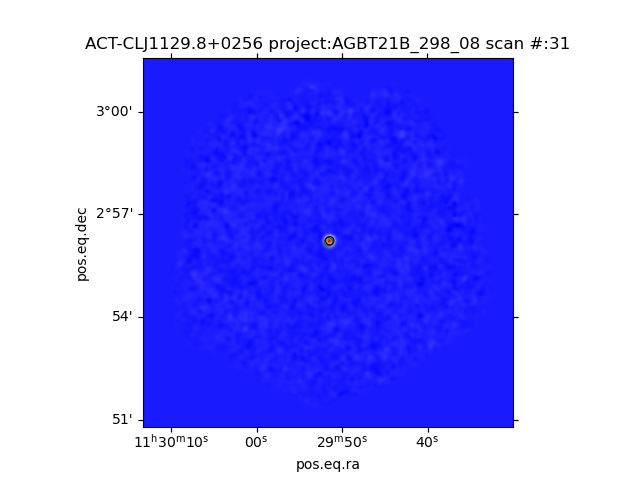 ACT-CLJ1129.8+0256 project:AGBT21B_298_08 scan #:31
3°00'
2°57'
54'
51'
pos.eq.dec
11ʰ30ᵐ10ˢ 00ˢ 29ᵐ50ˢ 40ˢ
pos.eq.ra